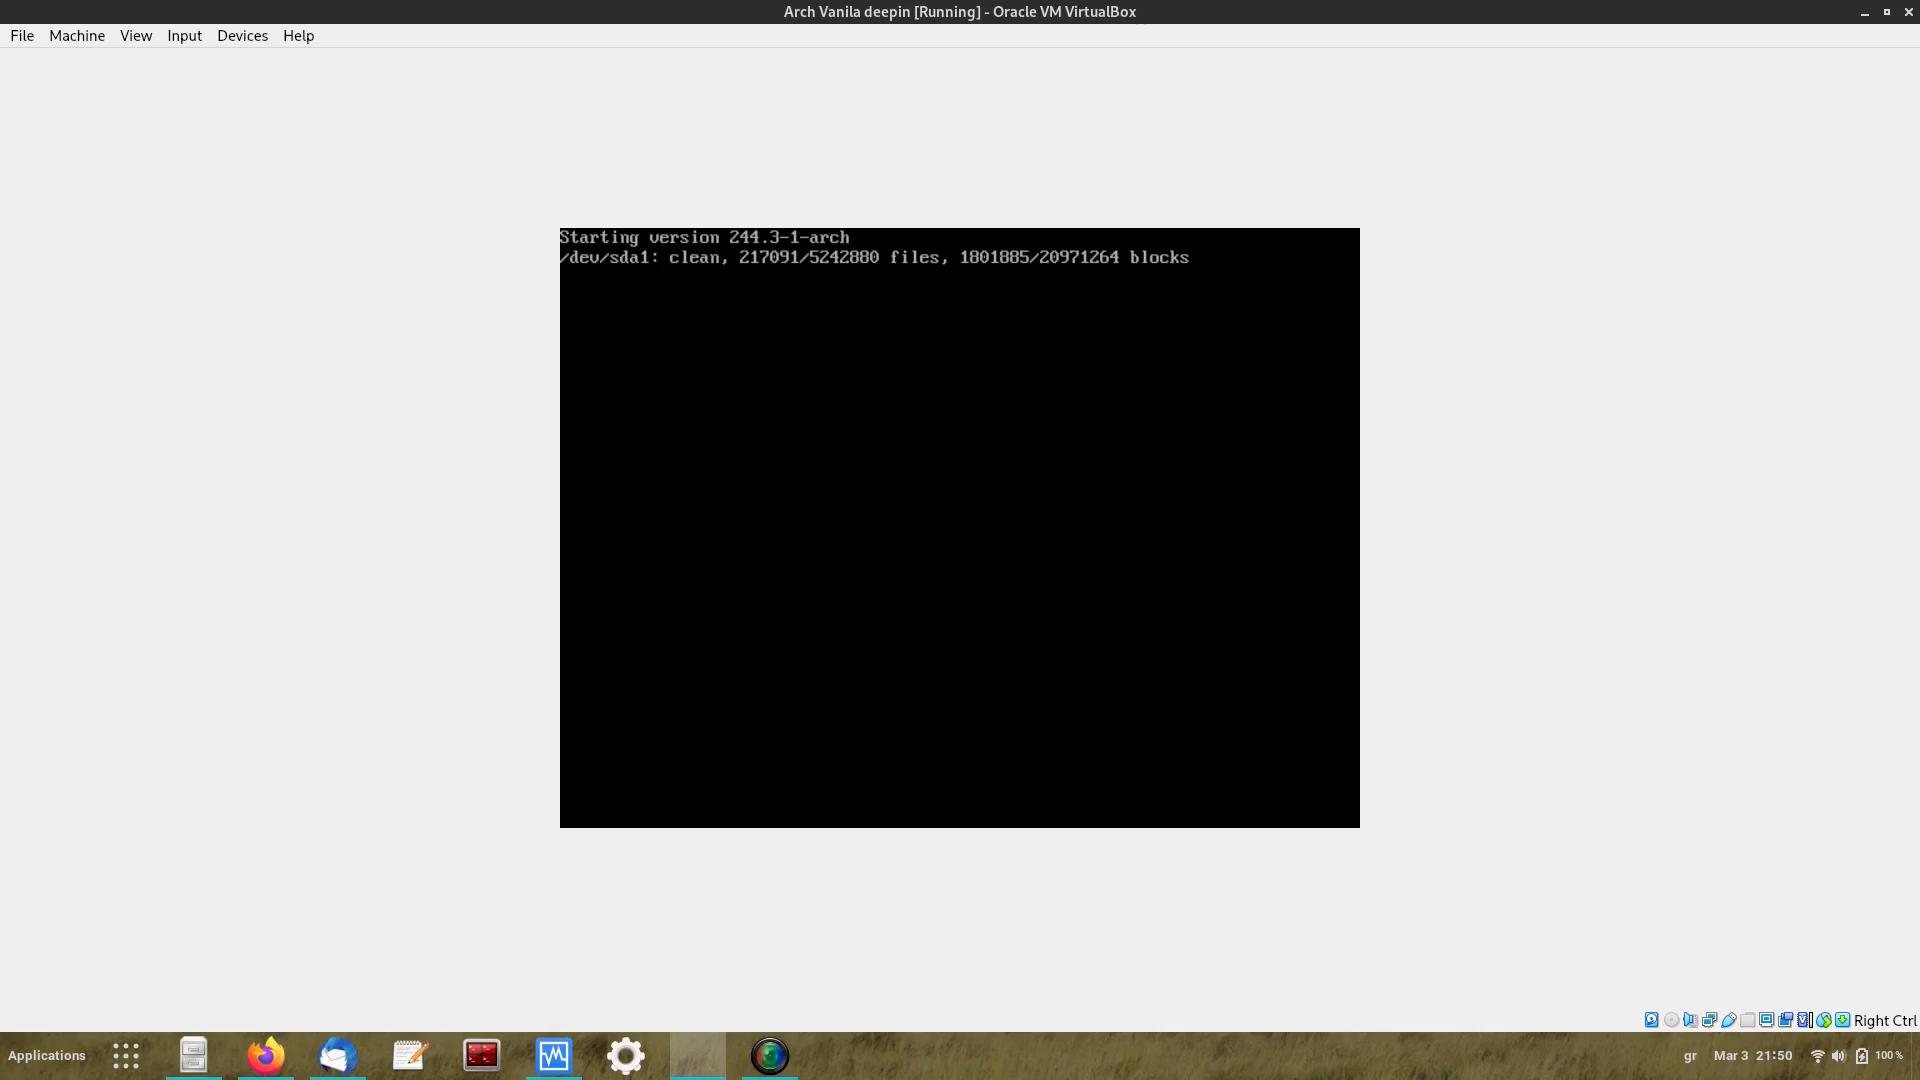 Arch Vanila deepin [Running] - Oracle VM VirtualBox
File Machine View Input Devices Help
Starting version 244.3-1-arch
/dev/sda1: clean, 217091/5242880 files, 1801885/20971264 blocks
Right Ctrl
Applications gr Mar 3 21:50 100 %